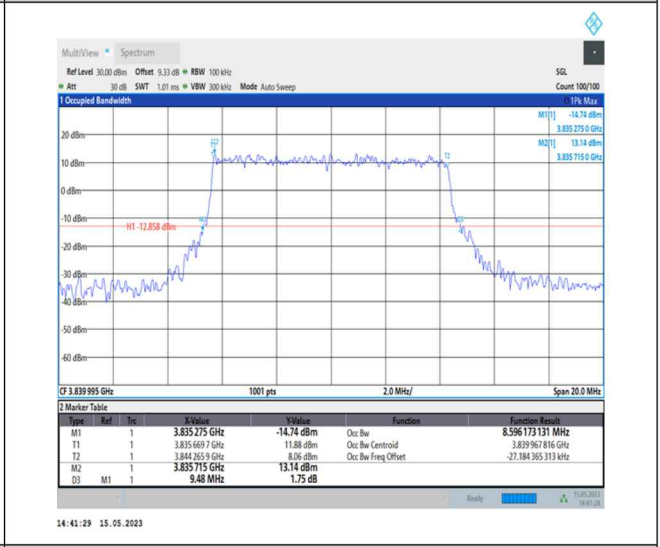 MultiView Spectrum
Ref Level 30.00 dBm Offset 9.33 dB RBW 100 kHz SGL
Att 30 dB SWT 1.01 ms VBW 300 kHz Mode Auto Sweep Count 100/100
1 Occupied Bandwidth 1Pk Max
M1[1] -14.74 dBm
3.835 275 0 GHz
M2[1] 13.14 dBm
3.835 715 0 GHz
20 dBm
10 dBm
0 dBm
-10 dBm
H1 -12.858 dBm
-20 dBm
-30 dBm
-40 dBm
-50 dBm
-60 dBm
T2
CF 3.839 995 GHz 1001 pts 2.0 MHz/ Span 20.0 MHz
2 Marker Table
Type Ref Trc X-Value Y-Value Function Function Result
M1 1 3.835 275 GHz -14.74 dBm Occ Bw 8.596 173 131 MHz
T1 1 3.835 669 7 GHz 11.88 dBm Occ Bw Centroid 3.839 967 816 GHz
T2 1 3.844 265 9 GHz 8.06 dBm Occ Bw Freq Offset -27.184 365 313 kHz
M2 1 3.835 715 GHz 13.14 dBm
D3 M1 1 9.48 MHz 1.75 dB
Ready 15.05.2023
14:41:28
14:41:29 15.05.2023